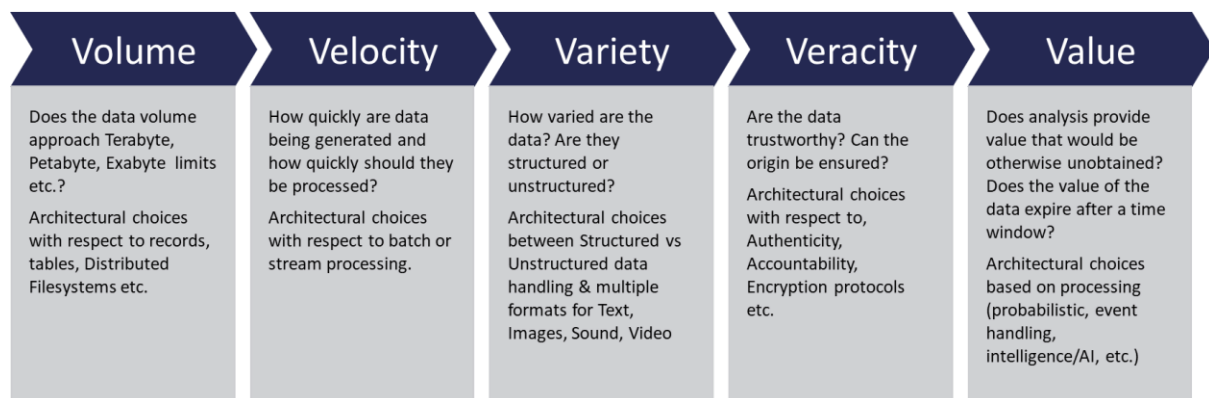 Volume
Does the data volume
approach Terabyte,
Petabyte, Exabyte limits
etc.?
Architectural choices
with respect to records,
tables, Distributed
Filesystems etc.
Velocity
How quickly are data
being generated and
how quickly should they
be processed?
Architectural choices
with respect to batch or
stream processing.
Variety
How varied are the
data? Are they
structured or
unstructured?
Architectural choices
between Structured vs
Unstructured data
handling & multiple
formats for Text,
Images, Sound, Video
Veracity
Are the data
trustworthy? Can the
origin be ensured?
Architectural choices
with respect to,
Authenticity,
Accountability,
Encryption protocols
etc.
Value
Does analysis provide
value that would be
otherwise unobtained?
Does the value of the
data expire after a time
window?
Architectural choices
based on processing
(probabilistic, event
handling,
intelligence/AI, etc.)